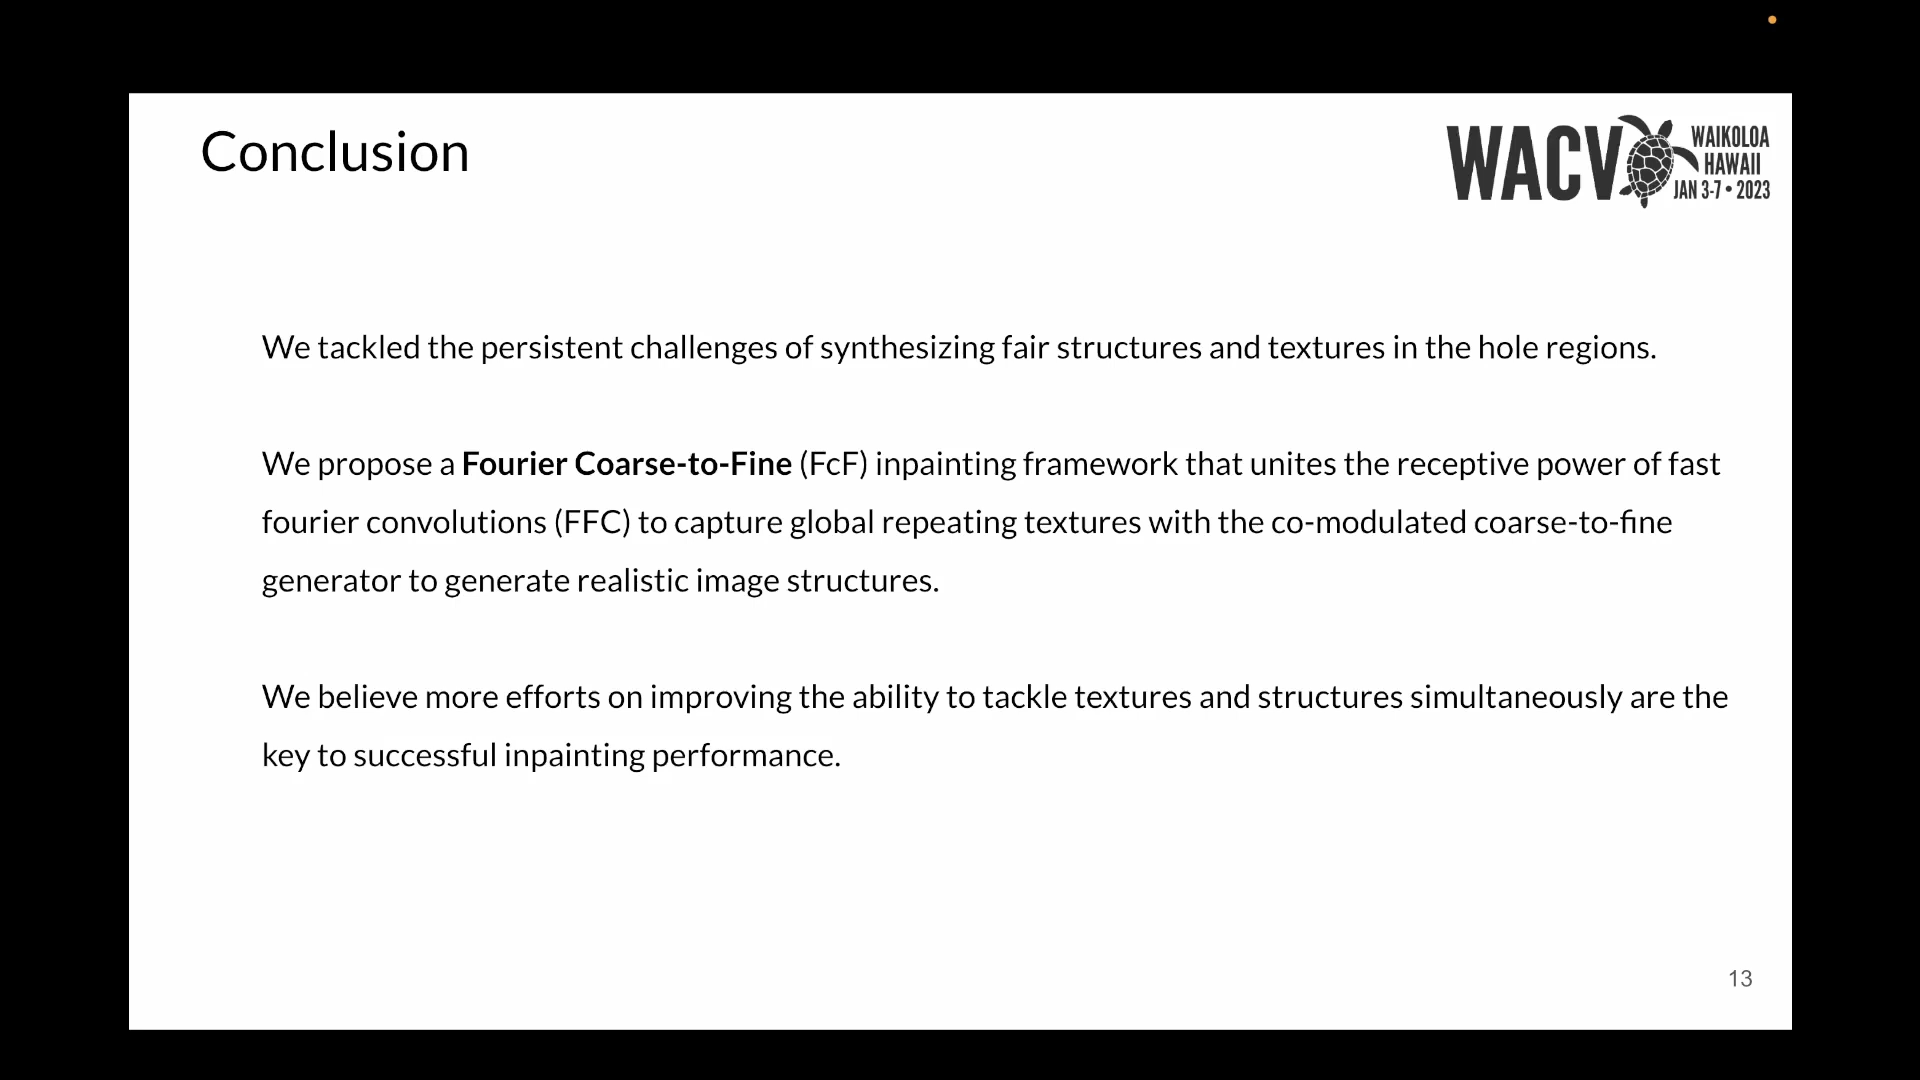 Conclusion
WACV
WAIKOLOA
HAWAII
JAN 3-7 • 2023
We tackled the persistent challenges of synthesizing fair structures and textures in the hole regions.
We propose a Fourier Coarse-to-Fine (FcF) inpainting framework that unites the receptive power of fast
fourier convolutions (FFC) to capture global repeating textures with the co-modulated coarse-to-fine
generator to generate realistic image structures.
We believe more efforts on improving the ability to tackle textures and structures simultaneously are the
key to successful inpainting performance.
13